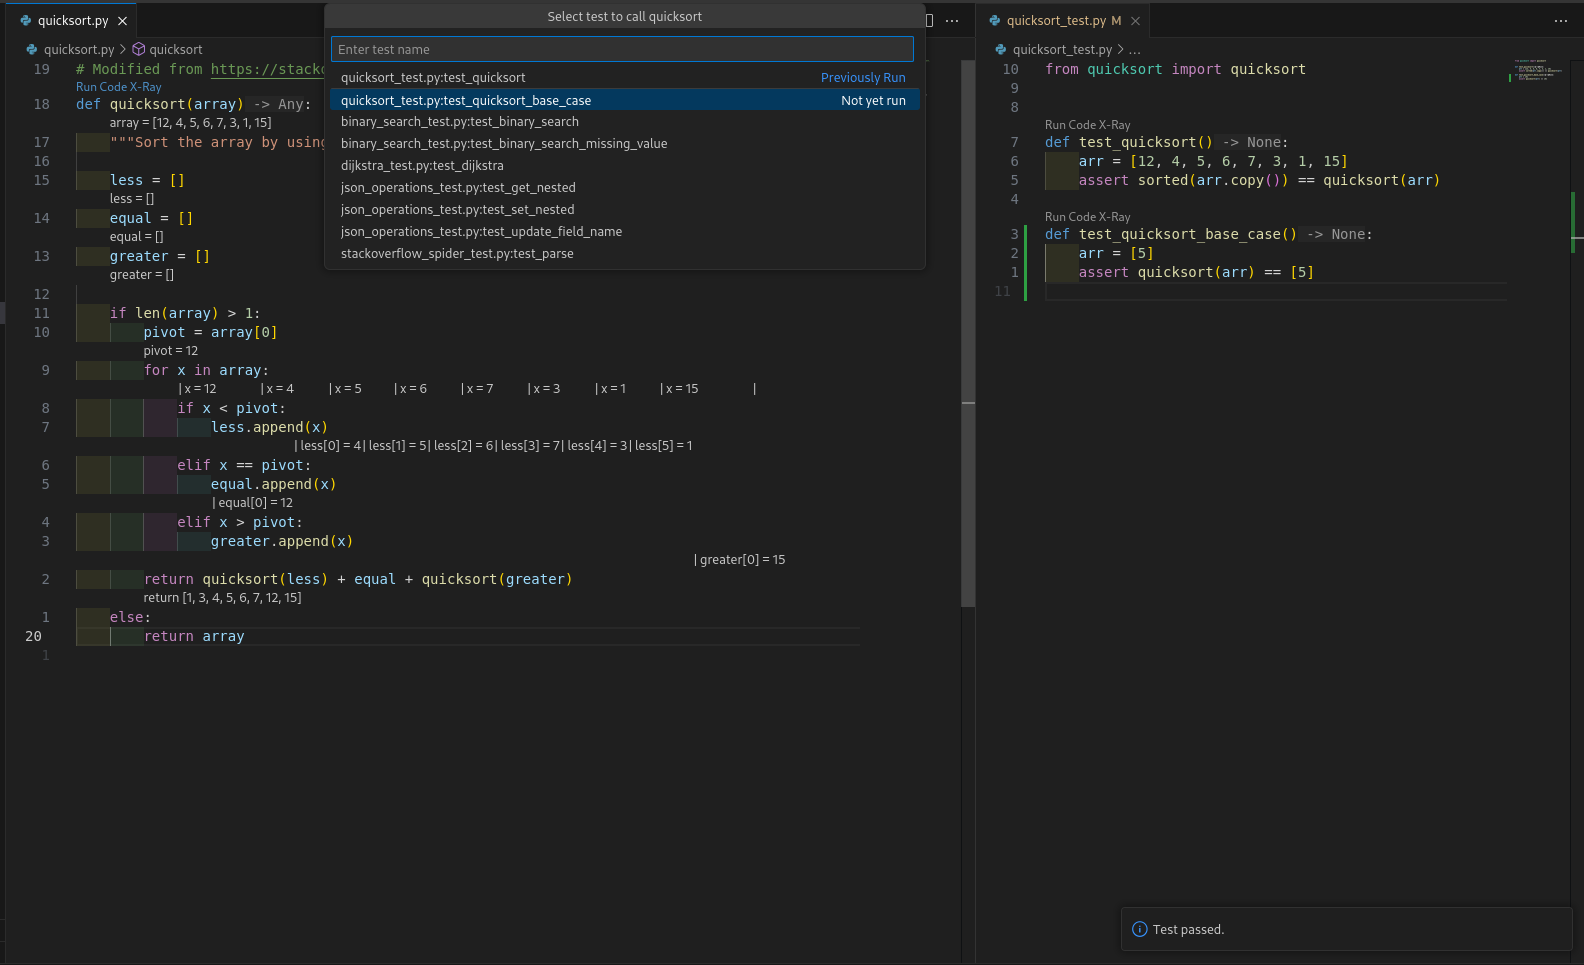 quicksort.py
quicksort.py > quicksort
19 # Modified from https://stack
Run Code X-Ray
18 def quicksort(array) -> Any:
array = [12, 4, 5, 6, 7, 3, 1, 15]
17 """Sort the array by using
16
15 less = []
less = []
14 equal = []
equal = []
13 greater = []
greater = []
12
11 if len(array) > 1:
10 pivot = array[0]
pivot = 12
9 for x in array:
| x = 12 | x = 4 | x = 5 | x = 6 | x = 7 | x = 3 | x = 1 | x = 15 |
8 if x < pivot:
7 less.append(x)
| less[0] = 4 | less[1] = 5 | less[2] = 6 | less[3] = 7 | less[4] = 3 | less[5] = 1
6 elif x == pivot:
5 equal.append(x)
| equal[0] = 12
4 elif x > pivot:
3 greater.append(x)
| greater[0] = 15
2 return quicksort(less) + equal + quicksort(greater)
return [1, 3, 4, 5, 6, 7, 12, 15]
1 else:
20 return array
1
Select test to call quicksort
Enter test name
quicksort_test.py:test_quicksort Previously Run
quicksort_test.py:test_quicksort_base_case Not yet run
binary_search_test.py:test_binary_search
binary_search_test.py:test_binary_search_missing_value
dijkstra_test.py:test_dijkstra
json_operations_test.py:test_get_nested
json_operations_test.py:test_set_nested
json_operations_test.py:test_update_field_name
stackoverflow_spider_test.py:test_parse
quicksort_test.py M
quicksort_test.py > ...
10 from quicksort import quicksort
9
8
Run Code X-Ray
7 def test_quicksort() -> None:
6 arr = [12, 4, 5, 6, 7, 3, 1, 15]
5 assert sorted(arr.copy()) == quicksort(arr)
4
Run Code X-Ray
3 def test_quicksort_base_case() -> None:
2 arr = [5]
1 assert quicksort(arr) == [5]
11
Test passed.